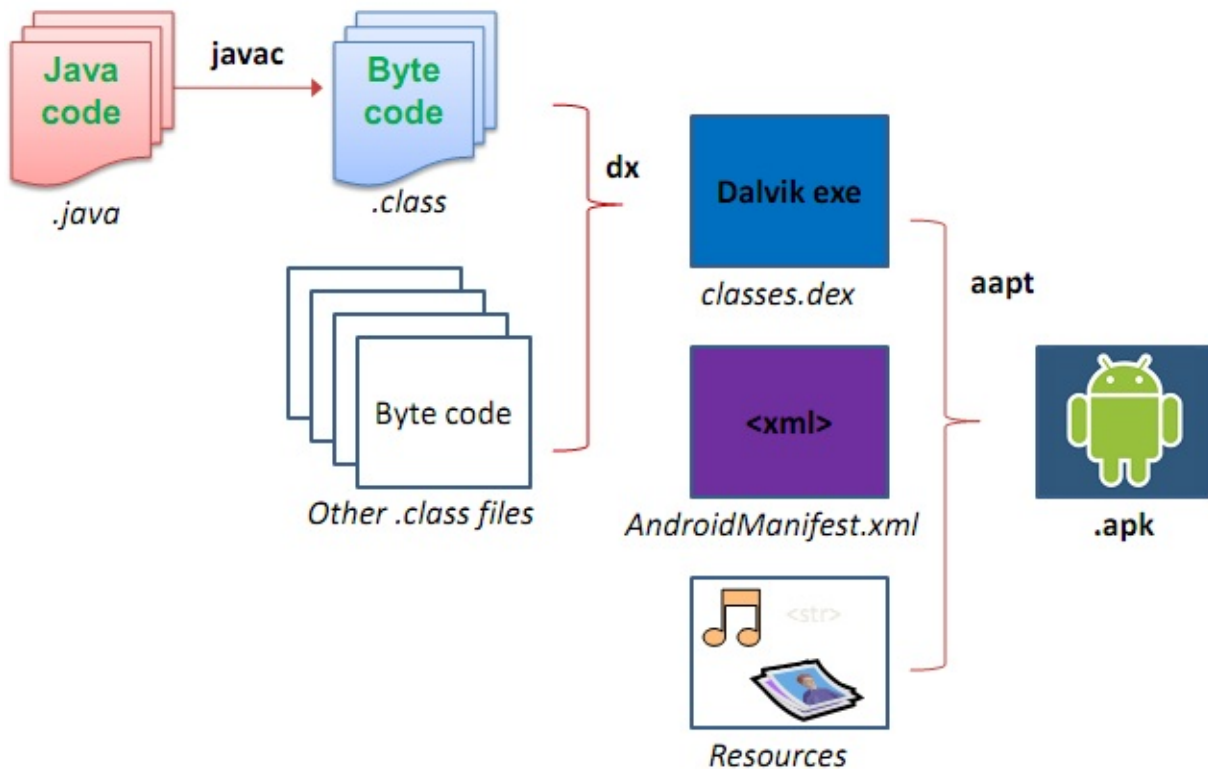 Java
code
.java
javac
Byte
code
.class
Byte code
Other .class files
dx
Dalvik exe
classes.dex
<xml>
AndroidManifest.xml
<str>
Resources
aapt
.apk